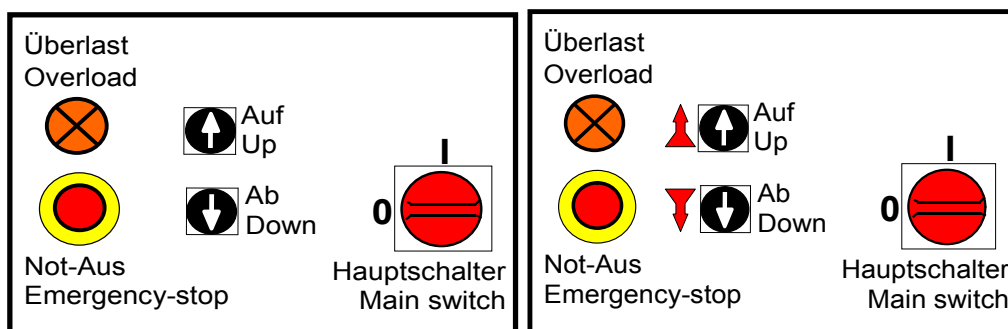 Überlast
Overload
Auf
Up
I
Ab
Down
0
Not-Aus
Emergency-stop
Hauptschalter
Main switch
Überlast
Overload
Auf
Up
I
Ab
Down
0
Not-Aus
Emergency-stop
Hauptschalter
Main switch